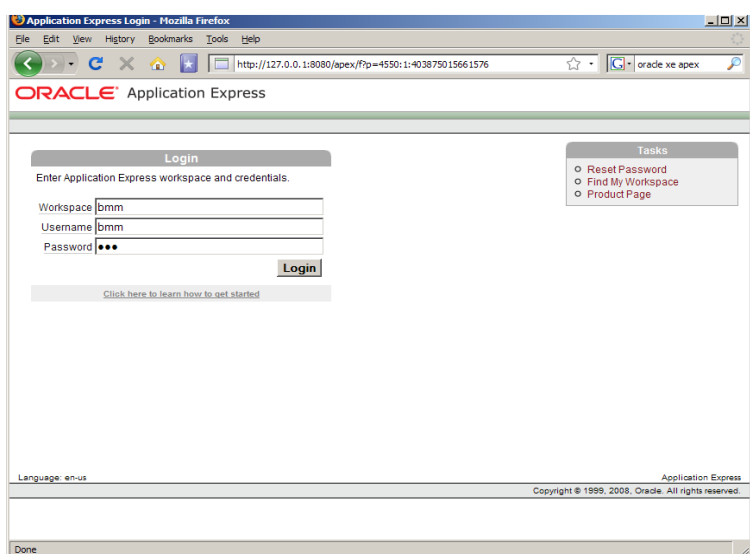 Application Express Login - Mozilla Firefox
File Edit View History Bookmarks Tools Help
http://127.0.0.1:8080/apex/f?p=4550:1:403875015661576
G oracle xe apex
ORACLE Application Express
Login
Enter Application Express workspace and credentials.
Workspace bmm
Username bmm
Password •••
Login
Click here to learn how to get started
Tasks
Reset Password
Find My Workspace
Product Page
Language: en-us
Application Express
Copyright © 1999, 2008, Oracle. All rights reserved.
Done